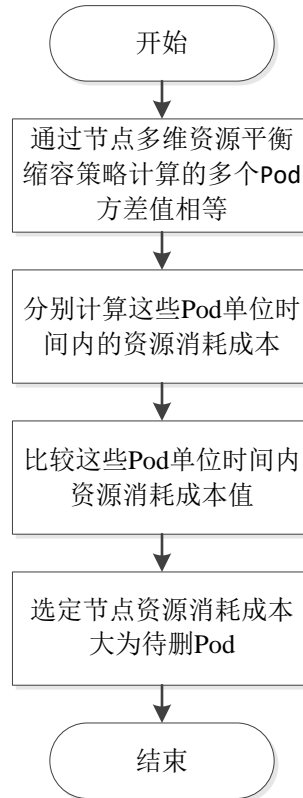 开始
通过节点多维资源平衡
缩容策略计算的多个Pod
方差值相等
分别计算这些Pod单位时
间内的资源消耗成本
比较这些Pod单位时间内
资源消耗成本值
选定节点资源消耗成本
大为待删Pod
结束